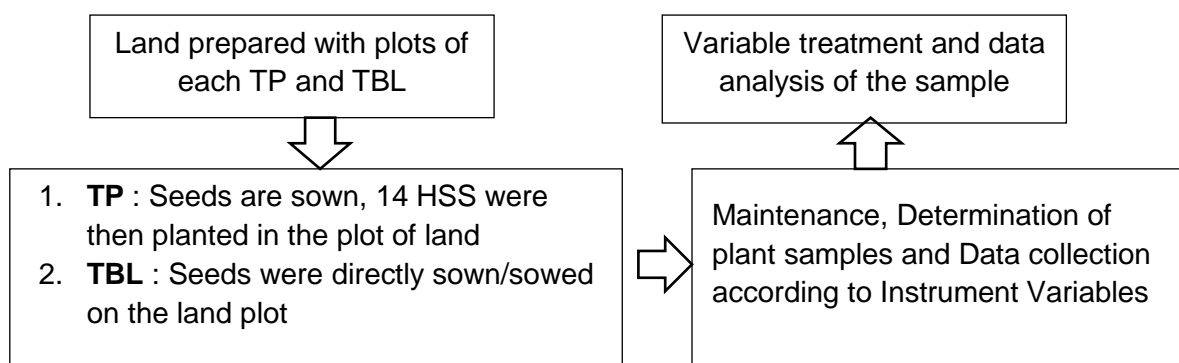 Land prepared with plots of
each TP and TBL
1. TP : Seeds are sown, 14 HSS were
then planted in the plot of land
2. TBL : Seeds were directly sown/sowed
on the land plot
Maintenance, Determination of
plant samples and Data collection
according to Instrument Variables
Variable treatment and data
analysis of the sample